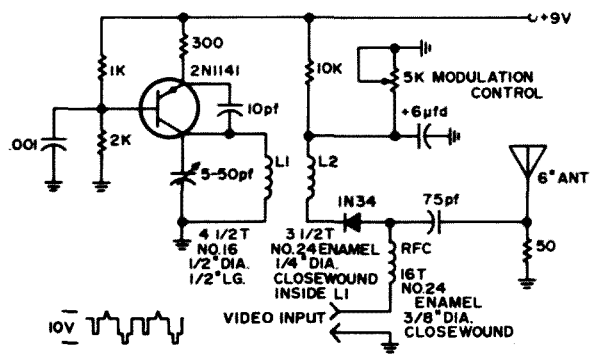 +9V
300
2N1141
1K
10K
5K MODULATION
CONTROL
10pf
+6µfd
.001
2K
5-50pf
L1
L2
1N34
75pf
6" ANT
50
4 1/2T
NO.16
1/2" DIA.
1/2" LG.
3 1/2T
NO.24 ENAMEL
1/4" DIA.
CLOSEWOUND
INSIDE L1
RFC
16T
NO.24
ENAMEL
3/8" DIA.
CLOSEWOUND
VIDEO INPUT
10V